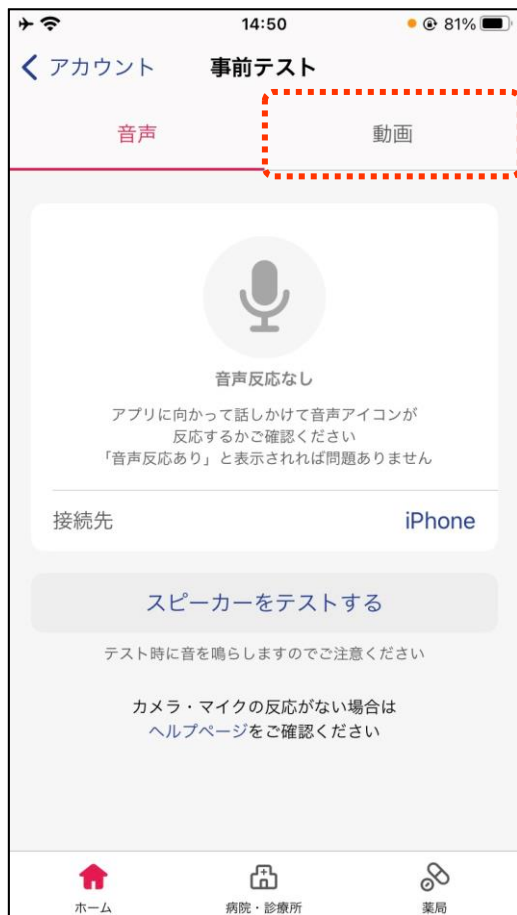 14:50
81%
アカウント
事前テスト
音声
動画
音声反応なし
アプリに向かって話しかけて音声アイコンが
反応するかご確認ください
「音声反応あり」と表示されれば問題ありません
接続先
iPhone
スピーカーをテストする
テスト時に音を鳴らしますのでご注意ください
カメラ・マイクの反応がない場合は
ヘルプページをご確認ください
ホーム
病院・診療所
薬局